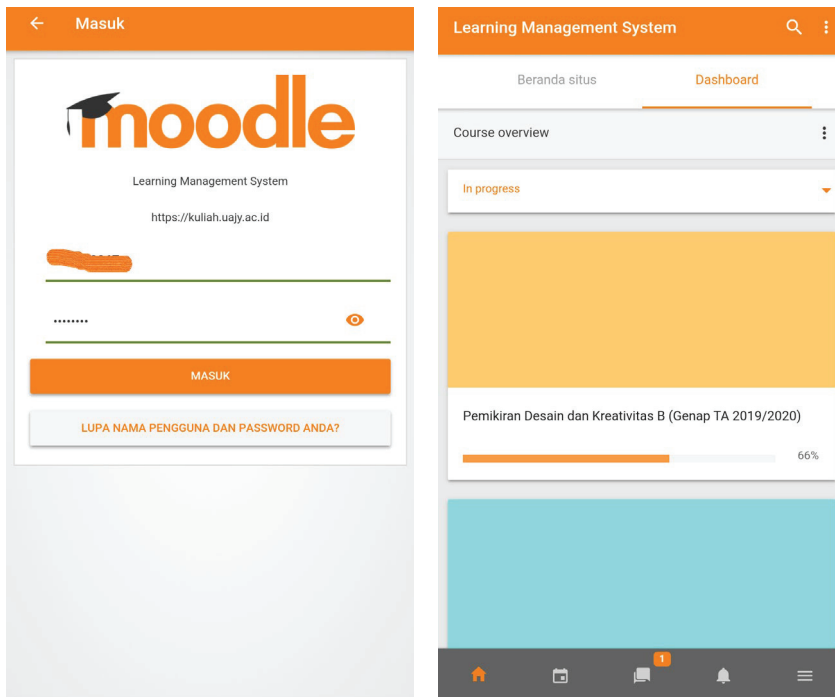 Masuk
moodle
Learning Management System
https://kuliah.uajy.ac.id
MASUK
LUPA NAMA PENGGUNA DAN PASSWORD ANDA?
Learning Management System
Beranda situs
Dashboard
Course overview
In progress
Pemikiran Desain dan Kreativitas B (Genap TA 2019/2020)
66%
1